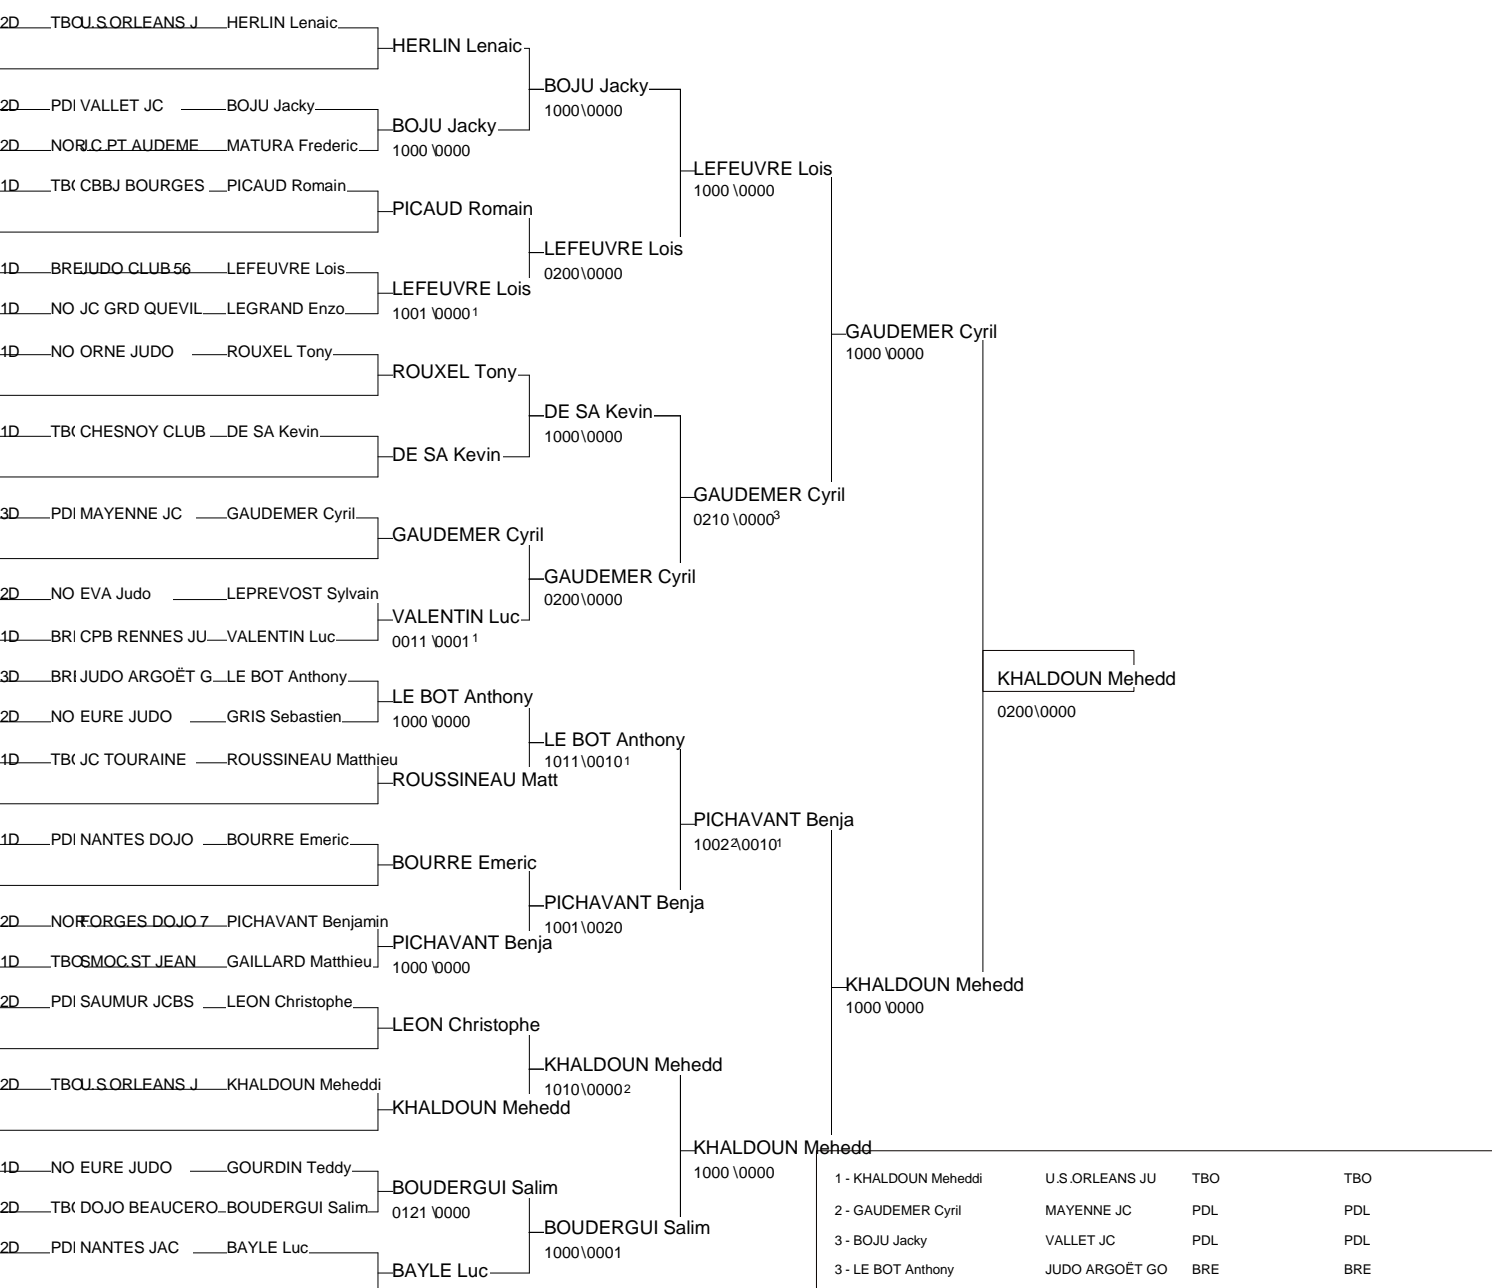 2D TBO U.S.ORLEANS J HERLIN Lenaic
HERLIN Lenaic
BOJU Jacky
1000\0000
2D PDL VALLET JC BOJU Jacky
BOJU Jacky
1000 \0000
2D NOR J.C.PT AUDEME MATURA Frederic
LEFEUVRE Lois
1000 \0000
1D TBO CBBJ BOURGES PICAUD Romain
PICAUD Romain
LEFEUVRE Lois
0200\0000
1D BRE JUDO CLUB 56 LEFEUVRE Lois
LEFEUVRE Lois
1001 \0000 1
1D NO JC GRD QUEVIL LEGRAND Enzo
GAUDEMER Cyril
1000 \0000
1D NO ORNE JUDO ROUXEL Tony
ROUXEL Tony
DE SA Kevin
1000\0000
1D TBO CHESNOY CLUB DE SA Kevin
DE SA Kevin
GAUDEMER Cyril
0210 \0000 3
3D PDL MAYENNE JC GAUDEMER Cyril
GAUDEMER Cyril
GAUDEMER Cyril
0200\0000
2D NO EVA Judo LEPREVOST Sylvain
VALENTIN Luc
0011 \0001 1
1D BRE CPB RENNES JU VALENTIN Luc
3D BRE JUDO ARGOËT G LE BOT Anthony
KHALDOUN Mehedd
0200\0000
LE BOT Anthony
1000 \0000
2D NO EURE JUDO GRIS Sebastien
LE BOT Anthony
1011\0010 1
1D TBO JC TOURAINE ROUSSINEAU Matthieu
ROUSSINEAU Matt
PICHAVANT Benja
1002 2\0010 1
1D PDL NANTES DOJO BOURRE Emeric
BOURRE Emeric
PICHAVANT Benja
1001\0020
2D NOR FORGES DOJO 7 PICHAVANT Benjamin
PICHAVANT Benja
1000 \0000
1D TBO SMOC.ST JEAN GAILLARD Matthieu
KHALDOUN Mehedd
1000 \0000
2D PDL SAUMUR JCBS LEON Christophe
LEON Christophe
KHALDOUN Mehedd
1010\0000 2
2D TBO U.S.ORLEANS J KHALDOUN Meheddi
KHALDOUN Mehedd
KHALDOUN Mehedd
1000 \0000
1D NO EURE JUDO GOURDIN Teddy
BOUDERGUI Salim
0121 \0000
2D TBO DOJO BEAUCERO BOUDERGUI Salim
BOUDERGUI Salim
1000\0001
2D PDL NANTES JAC BAYLE Luc
BAYLE Luc
1 - KHALDOUN Meheddi U.S.ORLEANS JU TBO TBO
2 - GAUDEMER Cyril MAYENNE JC PDL PDL
3 - BOJU Jacky VALLET JC PDL PDL
3 - LE BOT Anthony JUDO ARGOËT GO BRE BRE